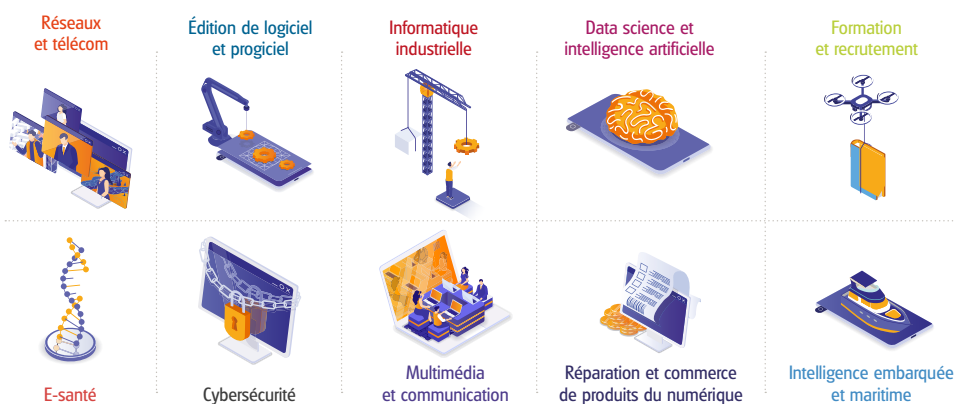 Réseaux
et télécom
Édition de logiciel
et progiciel
Informatique
industrielle
Data science et
intelligence artificielle
Formation
et recrutement
E-santé
Cybersécurité
Multimédia
et communication
Réparation et commerce
de produits du numérique
Intelligence embarquée
et maritime